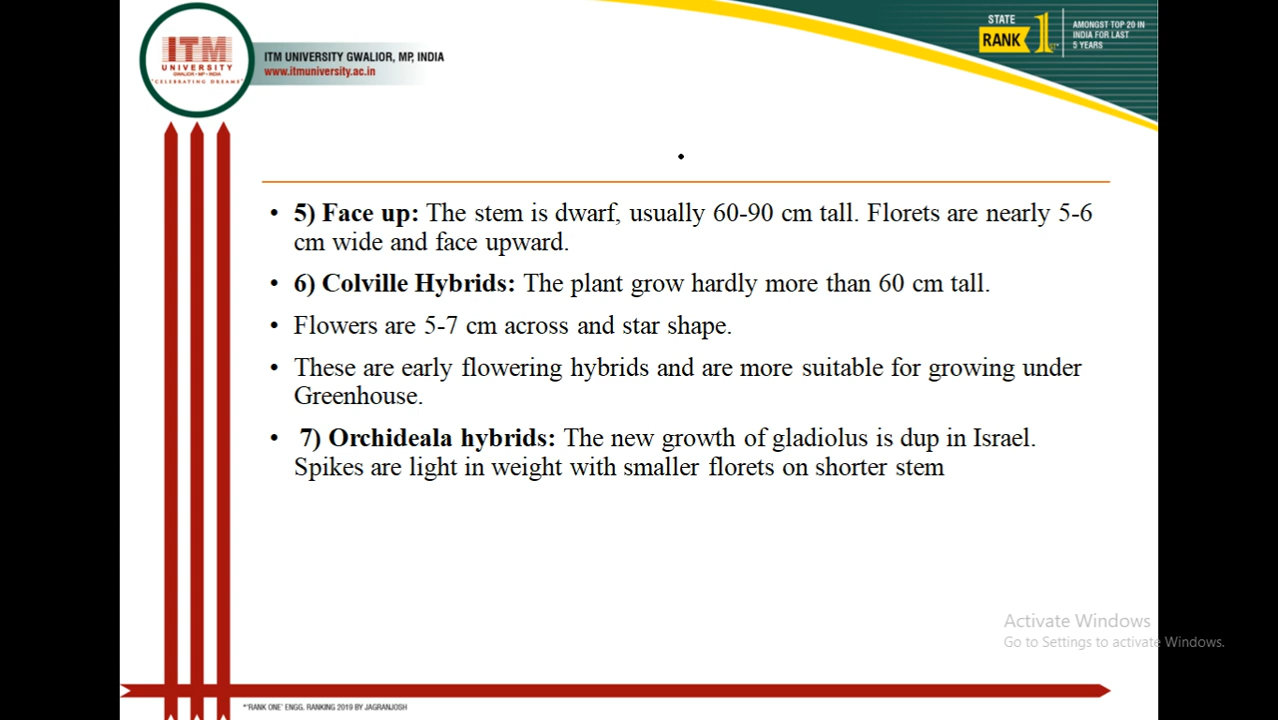 ITM
UNIVERSITY
GWALIOR • MP • INDIA
"CELEBRATING DREAMS"
ITM UNIVERSITY GWALIOR, MP, INDIA
www.itmuniversity.ac.in
STATE
RANK 1st*
AMONGST TOP 20 IN
INDIA FOR LAST
5 YEARS
.
• 5) Face up: The stem is dwarf, usually 60-90 cm tall. Florets are nearly 5-6
cm wide and face upward.
• 6) Colville Hybrids: The plant grow hardly more than 60 cm tall.
• Flowers are 5-7 cm across and star shape.
• These are early flowering hybrids and are more suitable for growing under
Greenhouse.
• 7) Orchideala hybrids: The new growth of gladiolus is dup in Israel.
Spikes are light in weight with smaller florets on shorter stem
Activate Windows
Go to Settings to activate Windows.
*'RANK ONE' ENGG. RANKING 2019 BY JAGRANJOSH